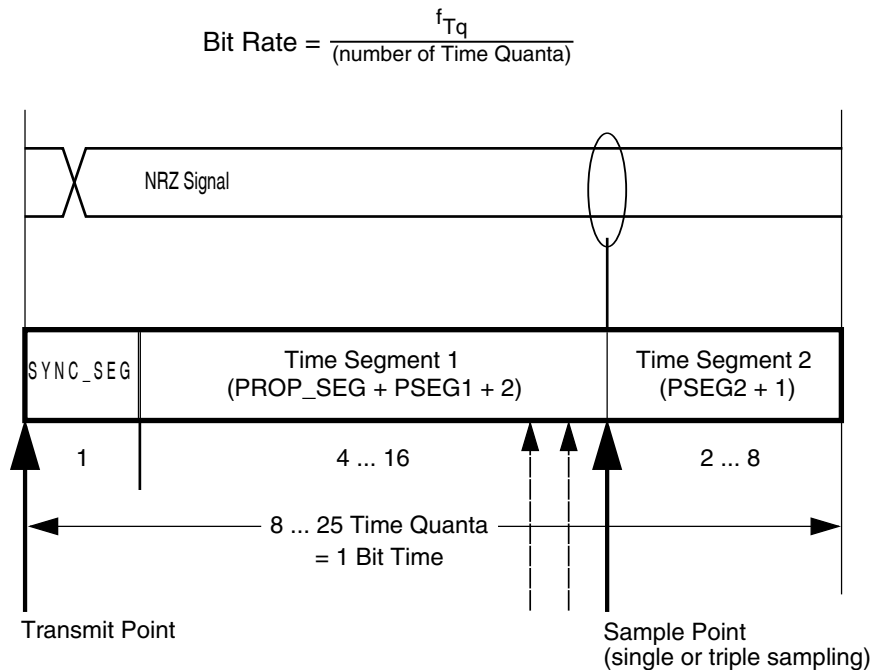 Bit Rate = fTq / (number of Time Quanta)
NRZ Signal
SYNC_SEG
Time Segment 1
(PROP_SEG + PSEG1 + 2)
Time Segment 2
(PSEG2 + 1)
1
4 ... 16
2 ... 8
8 ... 25 Time Quanta
= 1 Bit Time
Transmit Point
Sample Point
(single or triple sampling)